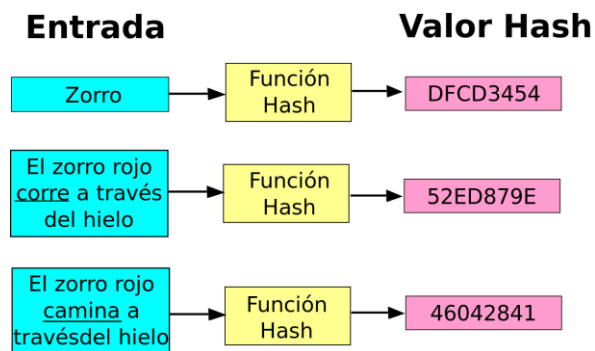 Entrada
Valor Hash
Zorro
Función
Hash
DFCD3454
El zorro rojo
corre a través
del hielo
Función
Hash
52ED879E
El zorro rojo
camina a
travésdel hielo
Función
Hash
46042841